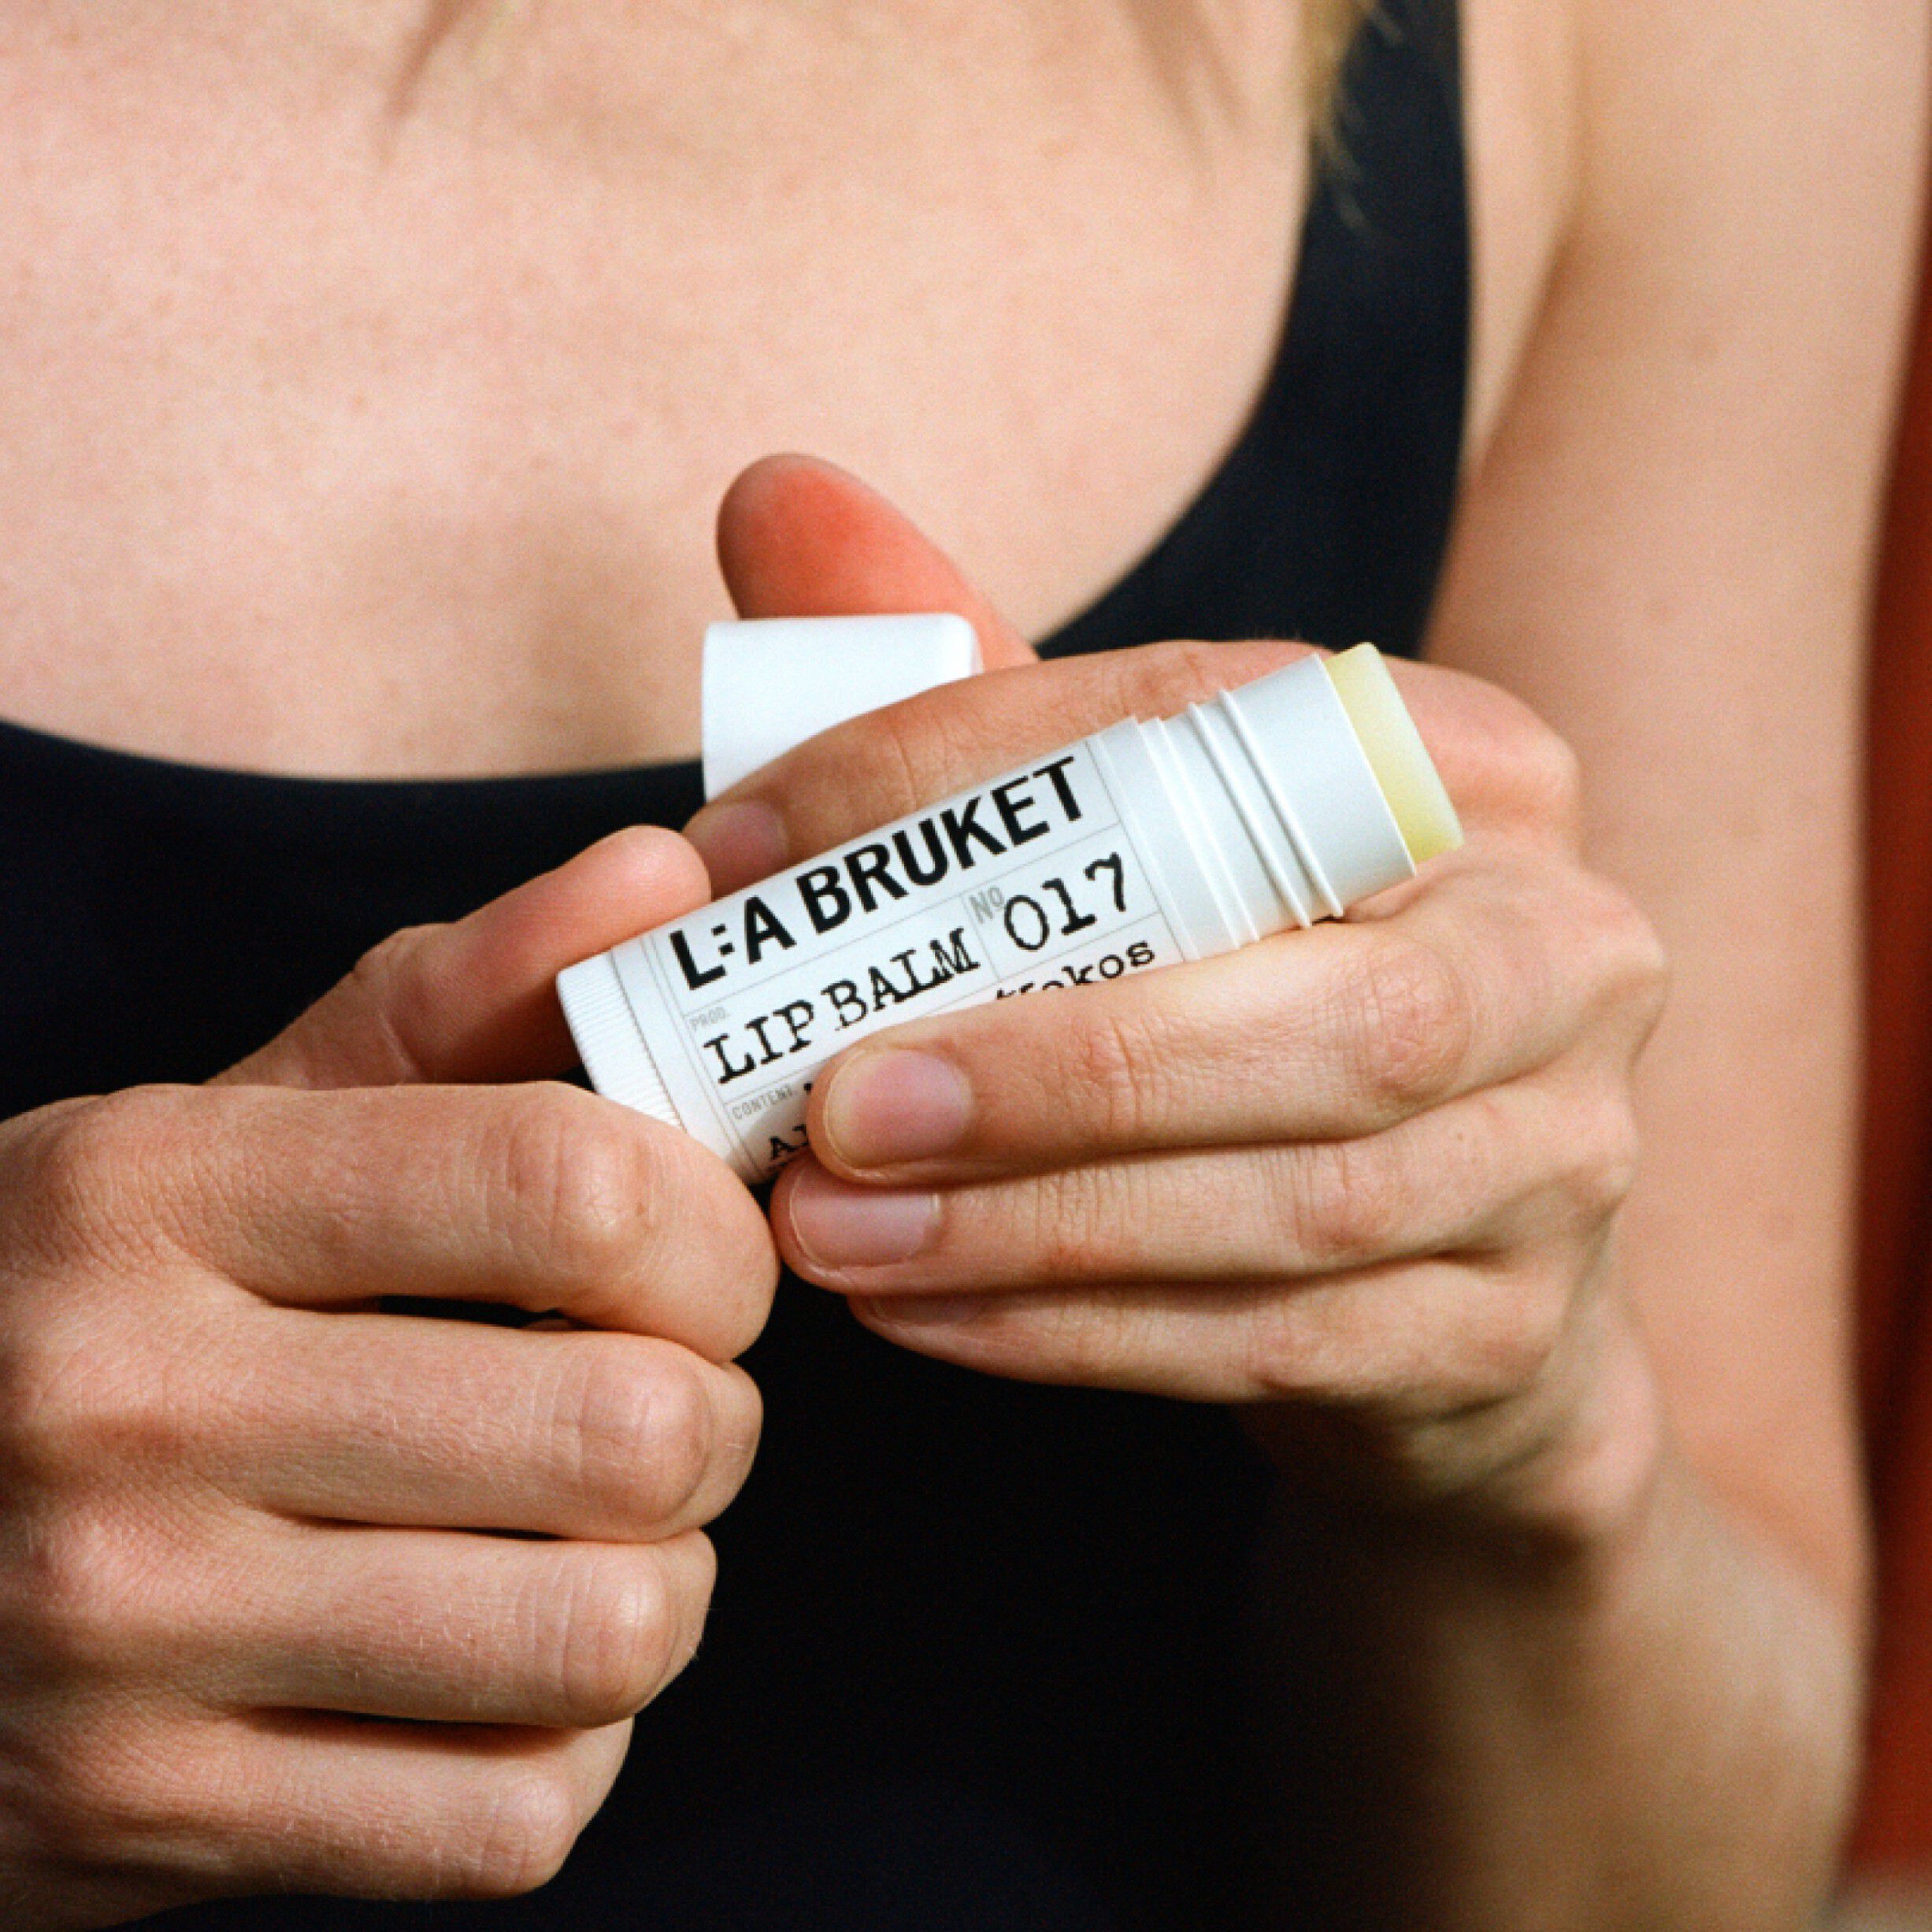 L:A BRUKET
PROD. LIP BALM Nº 017
CONTENT. Kokos